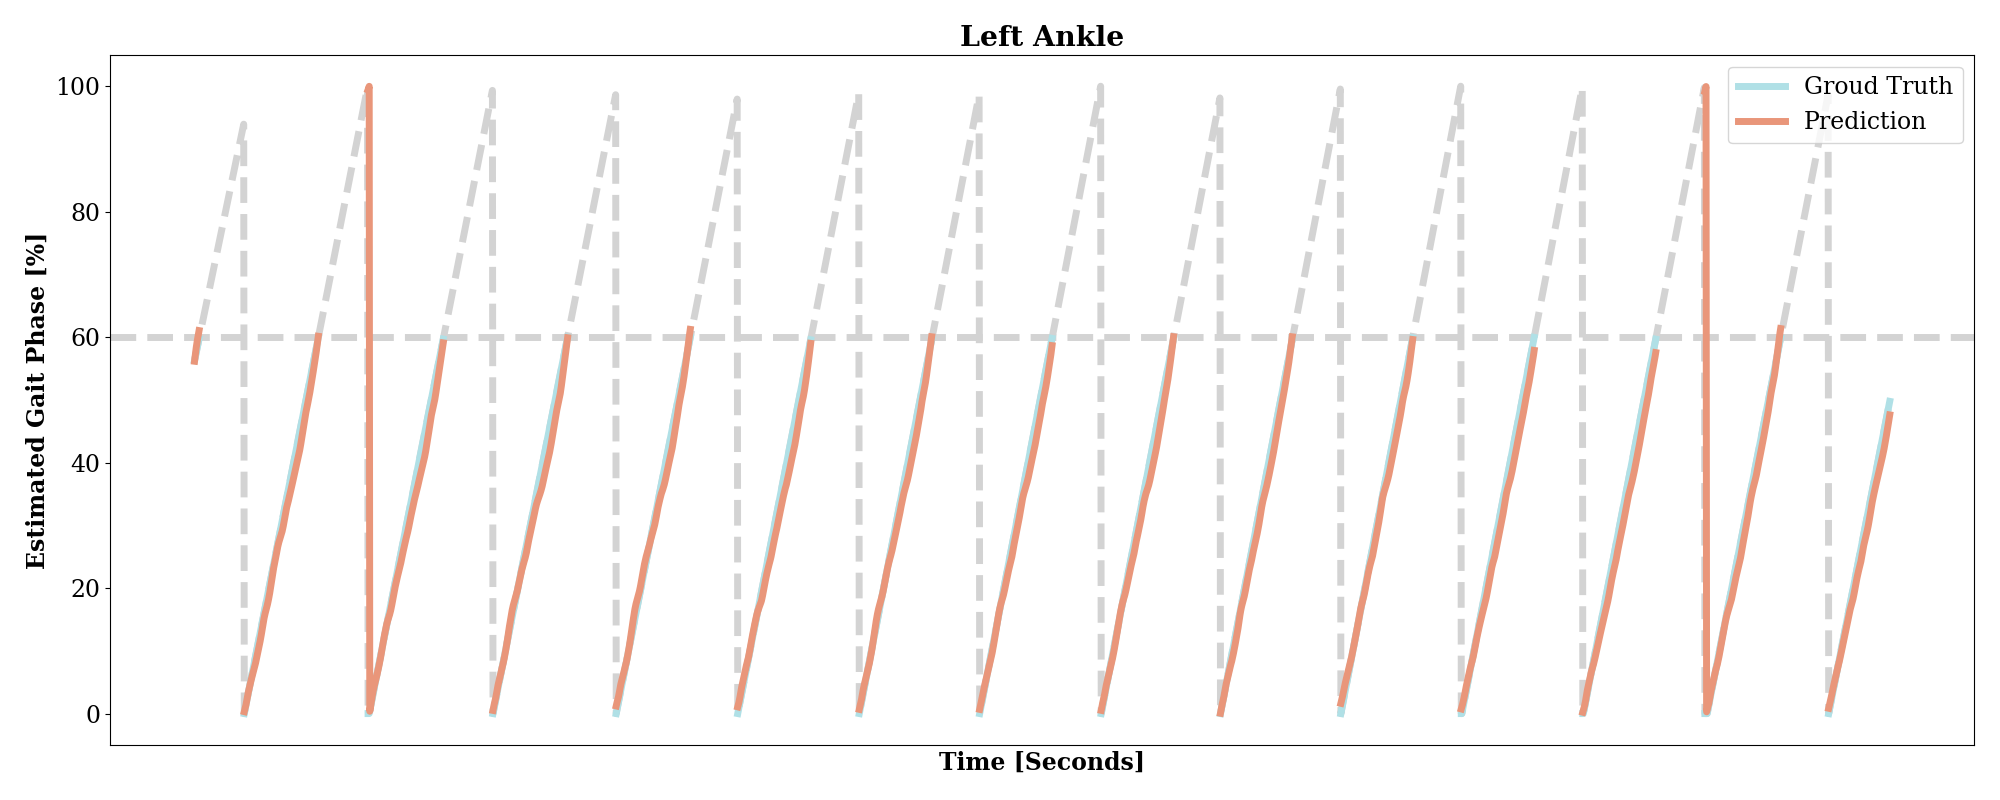 Left Ankle
Estimated Gait Phase [%]
100
80
60
40
20
0
Groud Truth
Prediction
Time [Seconds]